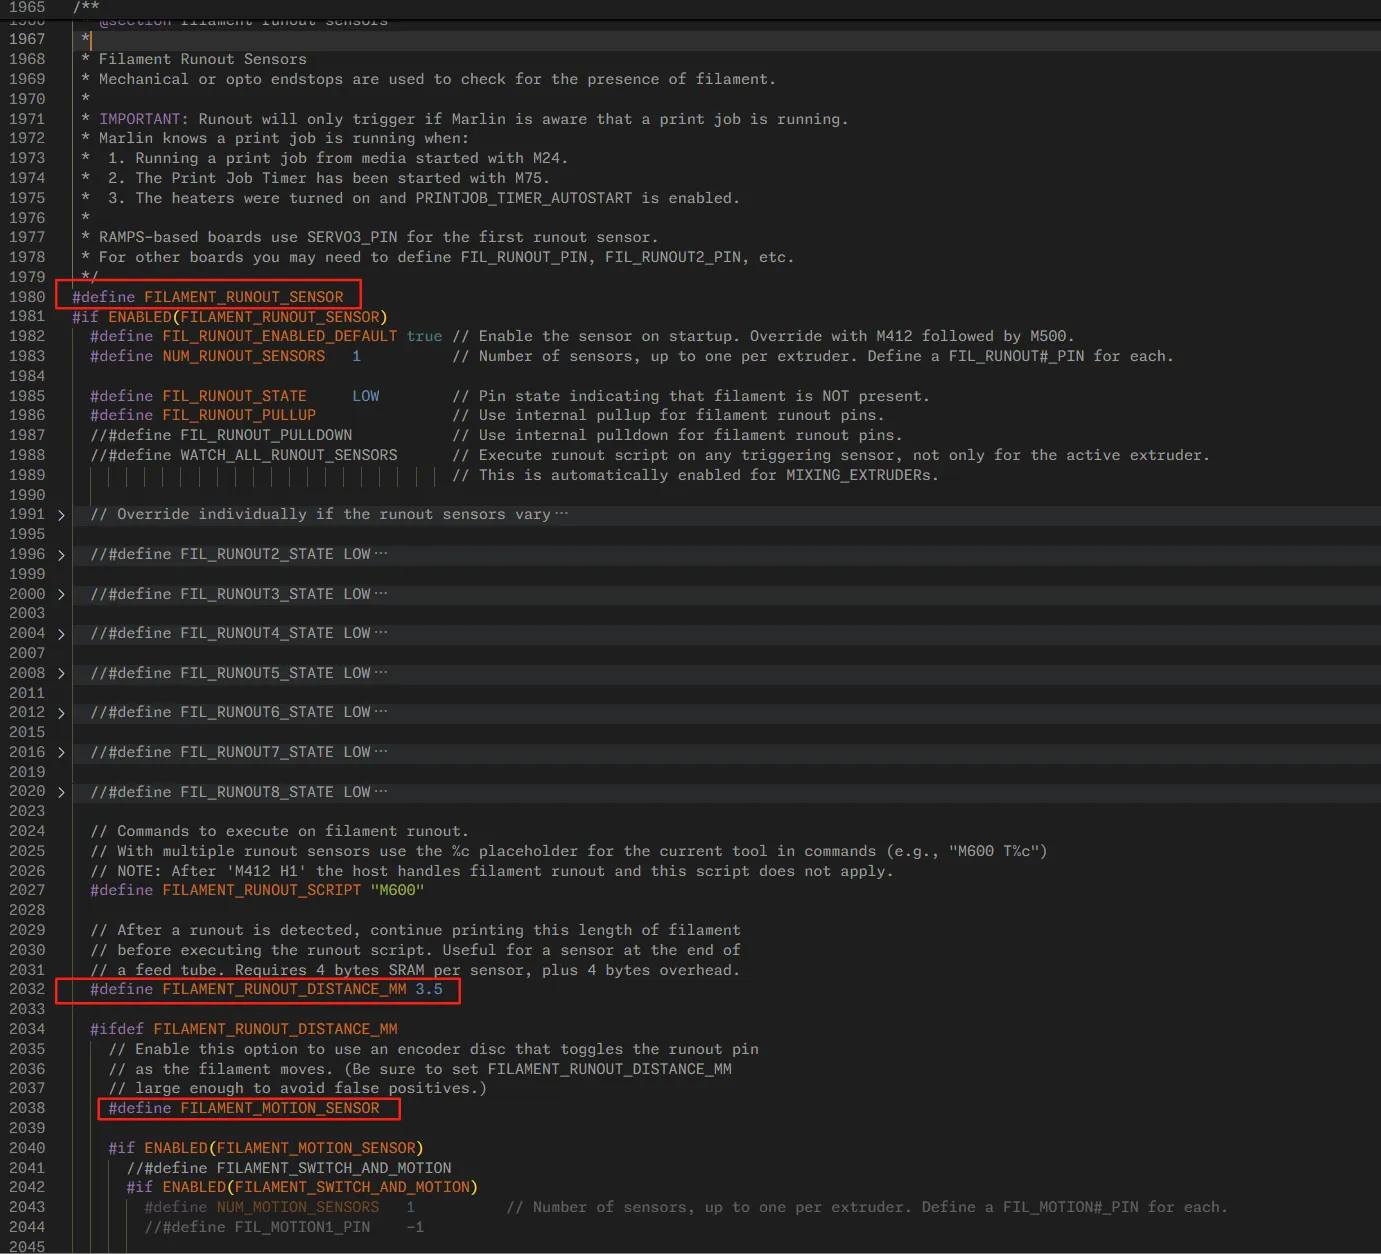 1965 /**
1966 * @section filament runout sensors
1967 *
1968 * Filament Runout Sensors
1969 * Mechanical or opto endstops are used to check for the presence of filament.
1970 *
1971 * IMPORTANT: Runout will only trigger if Marlin is aware that a print job is running.
1972 * Marlin knows a print job is running when:
1973 *  1. Running a print job from media started with M24.
1974 *  2. The Print Job Timer has been started with M75.
1975 *  3. The heaters were turned on and PRINTJOB_TIMER_AUTOSTART is enabled.
1976 *
1977 * RAMPS-based boards use SERVO3_PIN for the first runout sensor.
1978 * For other boards you may need to define FIL_RUNOUT_PIN, FIL_RUNOUT2_PIN, etc.
1979 */
1980 #define FILAMENT_RUNOUT_SENSOR
1981 #if ENABLED(FILAMENT_RUNOUT_SENSOR)
1982 #define FIL_RUNOUT_ENABLED_DEFAULT true // Enable the sensor on startup. Override with M412 followed by M500.
1983 #define NUM_RUNOUT_SENSORS   1          // Number of sensors, up to one per extruder. Define a FIL_RUNOUT#_PIN for each.
1984
1985 #define FIL_RUNOUT_STATE     LOW        // Pin state indicating that filament is NOT present.
1986 #define FIL_RUNOUT_PULLUP               // Use internal pullup for filament runout pins.
1987 //#define FIL_RUNOUT_PULLDOWN           // Use internal pulldown for filament runout pins.
1988 //#define WATCH_ALL_RUNOUT_SENSORS      // Execute runout script on any triggering sensor, not only for the active extruder.
1989 // This is automatically enabled for MIXING_EXTRUDERs.
1990
1991 > // Override individually if the runout sensors vary···
1995
1996 > //#define FIL_RUNOUT2_STATE LOW···
1999
2000 > //#define FIL_RUNOUT3_STATE LOW···
2003
2004 > //#define FIL_RUNOUT4_STATE LOW···
2007
2008 > //#define FIL_RUNOUT5_STATE LOW···
2011
2012 > //#define FIL_RUNOUT6_STATE LOW···
2015
2016 > //#define FIL_RUNOUT7_STATE LOW···
2019
2020 > //#define FIL_RUNOUT8_STATE LOW···
2023
2024 // Commands to execute on filament runout.
2025 // With multiple runout sensors use the %c placeholder for the current tool in commands (e.g., "M600 T%c")
2026 // NOTE: After 'M412 H1' the host handles filament runout and this script does not apply.
2027 #define FILAMENT_RUNOUT_SCRIPT "M600"
2028
2029 // After a runout is detected, continue printing this length of filament
2030 // before executing the runout script. Useful for a sensor at the end of
2031 // a feed tube. Requires 4 bytes SRAM per sensor, plus 4 bytes overhead.
2032 #define FILAMENT_RUNOUT_DISTANCE_MM 3.5
2033
2034 #ifdef FILAMENT_RUNOUT_DISTANCE_MM
2035 // Enable this option to use an encoder disc that toggles the runout pin
2036 // as the filament moves. (Be sure to set FILAMENT_RUNOUT_DISTANCE_MM
2037 // large enough to avoid false positives.)
2038 #define FILAMENT_MOTION_SENSOR
2039
2040 #if ENABLED(FILAMENT_MOTION_SENSOR)
2041 //#define FILAMENT_SWITCH_AND_MOTION
2042 #if ENABLED(FILAMENT_SWITCH_AND_MOTION)
2043 #define NUM_MOTION_SENSORS   1          // Number of sensors, up to one per extruder. Define a FIL_MOTION#_PIN for each.
2044 //#define FIL_MOTION1_PIN    -1
2045